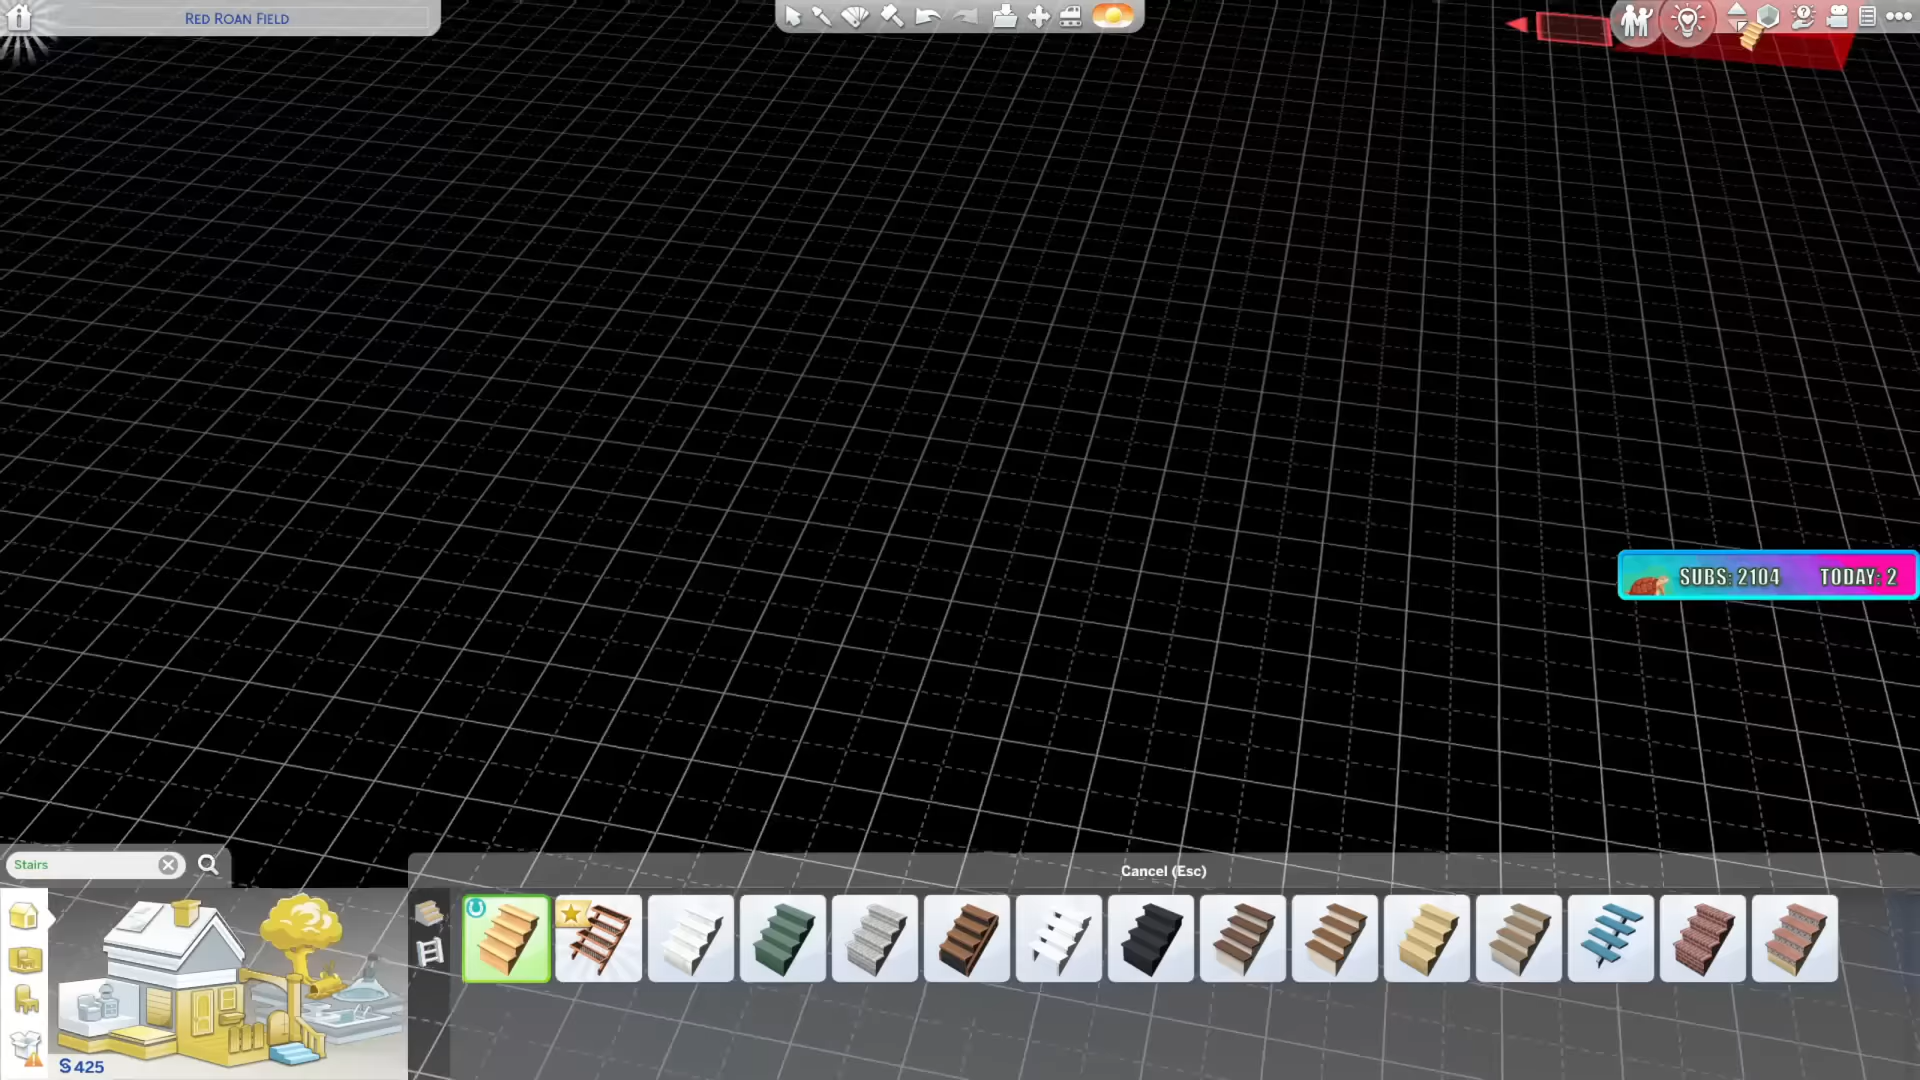 RED ROAN FIELD
SUBS: 2104 TODAY: 2
Stairs
Cancel (Esc)
§425